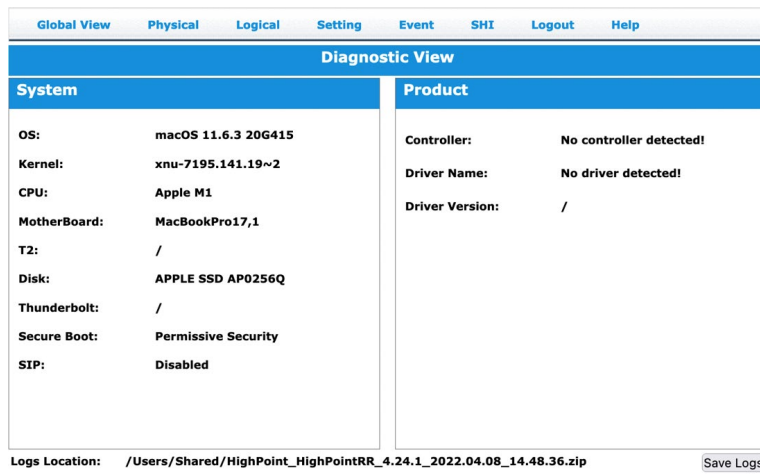 Global View Physical Logical Setting Event SHI Logout Help
Diagnostic View
System
OS: macOS 11.6.3 20G415
Kernel: xnu-7195.141.19~2
CPU: Apple M1
MotherBoard: MacBookPro17,1
T2: /
Disk: APPLE SSD AP0256Q
Thunderbolt: /
Secure Boot: Permissive Security
SIP: Disabled
Product
Controller: No controller detected!
Driver Name: No driver detected!
Driver Version: /
Logs Location: /Users/Shared/HighPoint_HighPointRR_4.24.1_2022.04.08_14.48.36.zip Save Logs